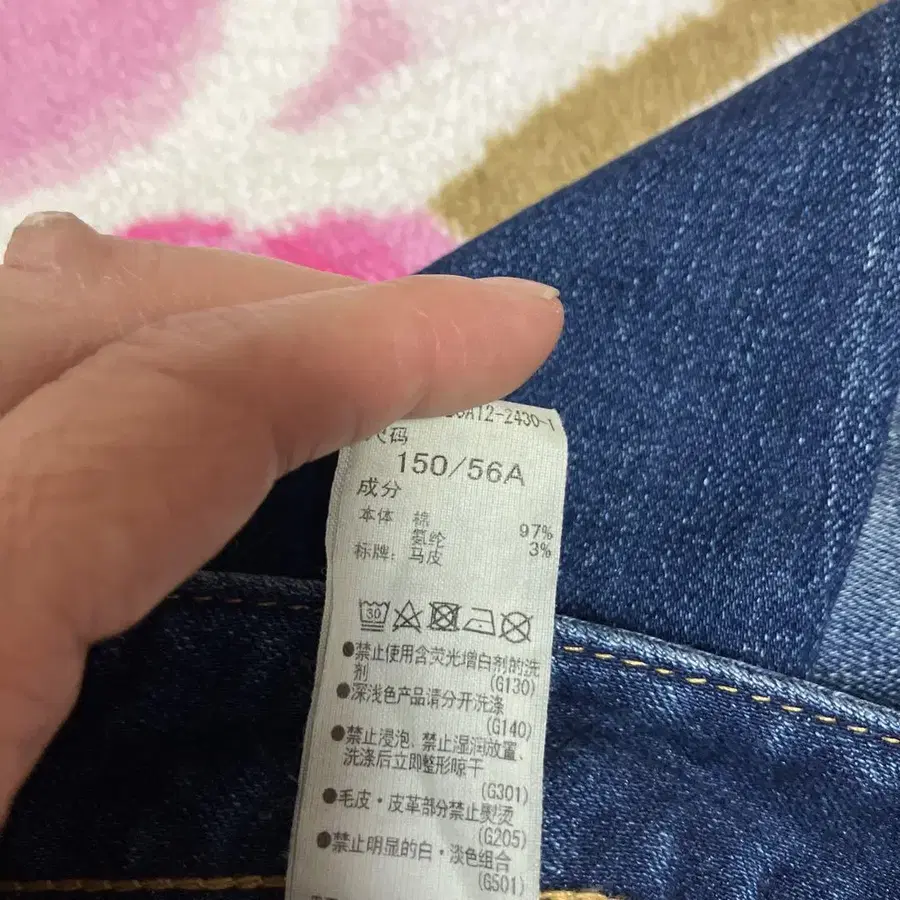 A12-2430-1
尺码
150/56A
成分
本体 棉 97%
氨纶 3%
标牌: 马皮
30
●禁止使用含荧光增白剂的洗
剂 (G130)
●深浅色产品请分开洗涤
(G140)
●禁止浸泡、禁止湿润放置、
洗涤后立即整形晾干
(G301)
●毛皮·皮革部分禁止熨烫
(G205)
●禁止明显的白·淡色组合
(G501)